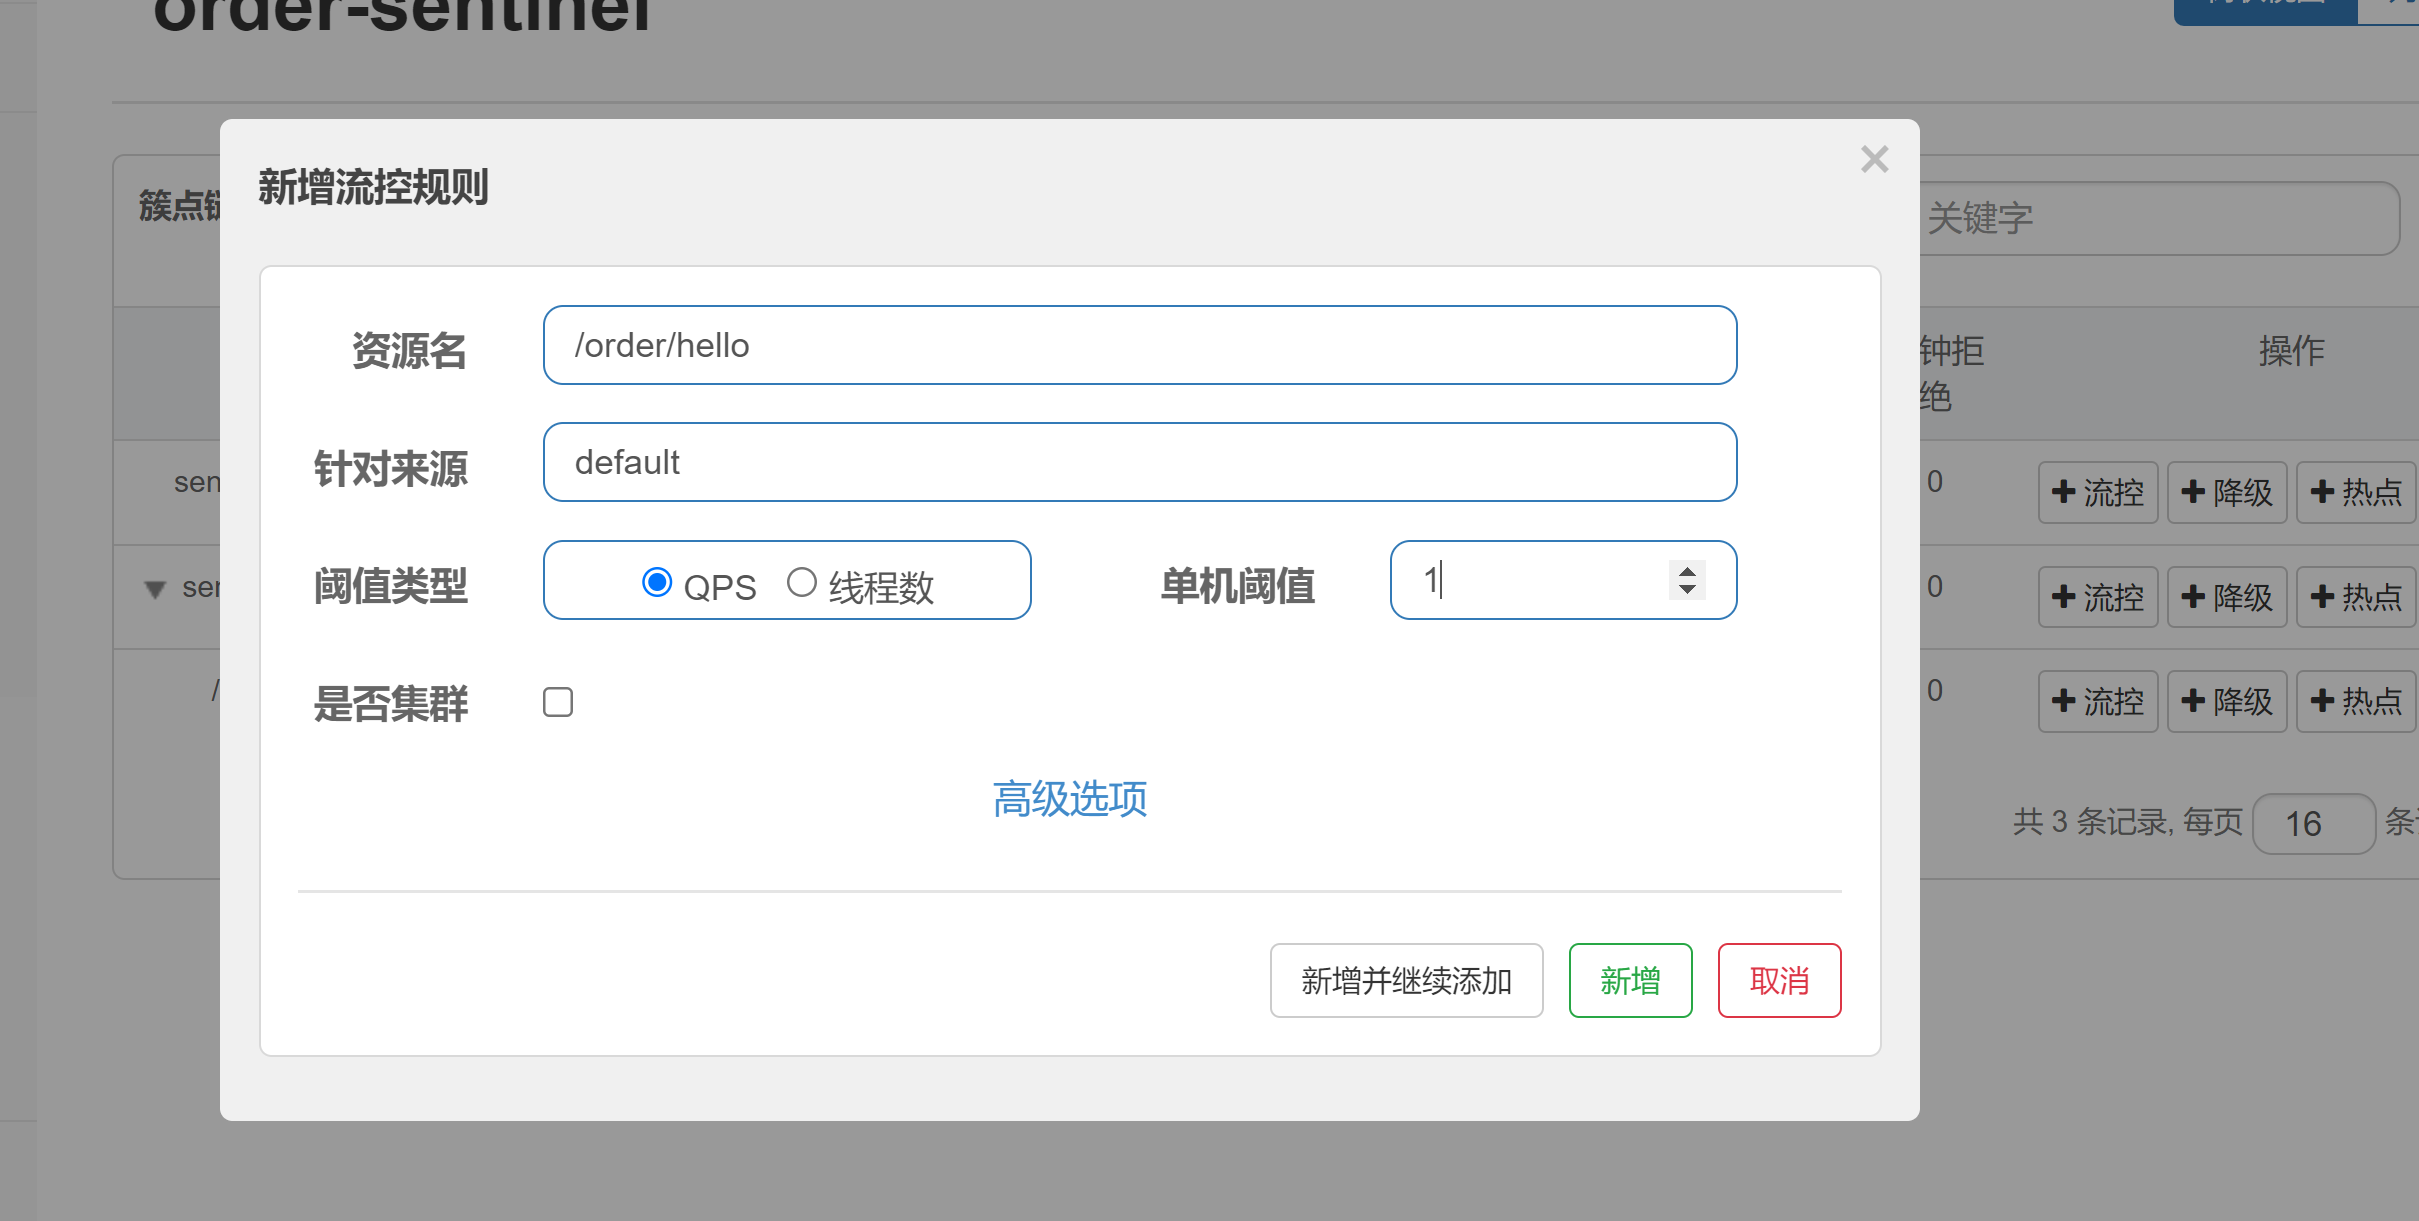 order-sentinel
新增流控规则
簇点链
关键字
资源名
/order/hello
钟拒
绝
操作
针对来源
default
sen
0
流控
降级
热点
阈值类型
QPS
线程数
单机阈值
1
ser
0
流控
降级
热点
是否集群
/
0
流控
降级
热点
高级选项
共 3 条记录, 每页
16
条
新增并继续添加
新增
取消